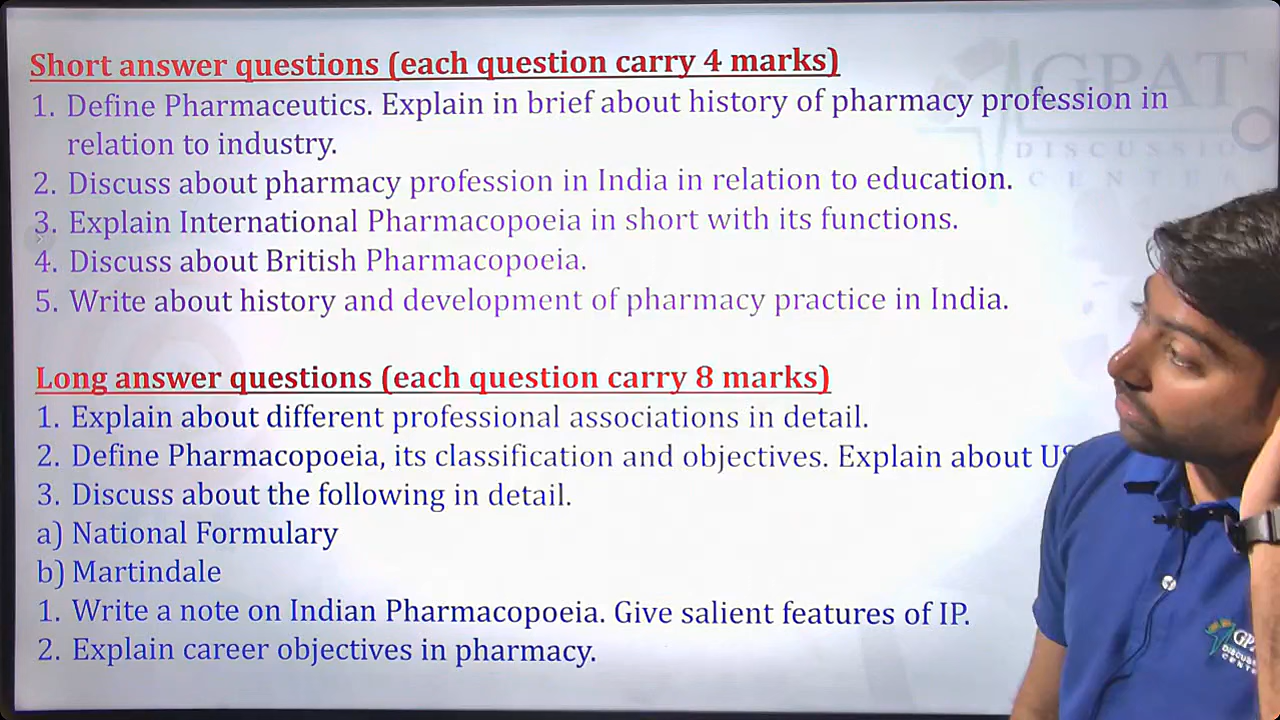 Short answer questions (each question carry 4 marks)
1. Define Pharmaceutics. Explain in brief about history of pharmacy profession in
relation to industry.
2. Discuss about pharmacy profession in India in relation to education.
3. Explain International Pharmacopoeia in short with its functions.
4. Discuss about British Pharmacopoeia.
5. Write about history and development of pharmacy practice in India.
Long answer questions (each question carry 8 marks)
1. Explain about different professional associations in detail.
2. Define Pharmacopoeia, its classification and objectives. Explain about
3. Discuss about the following in detail.
a) National Formulary
b) Martindale
1. Write a note on Indian Pharmacopoeia. Give salient features of IP.
2. Explain career objectives in pharmacy.
GPAT
DISCUSSIO
CENTER